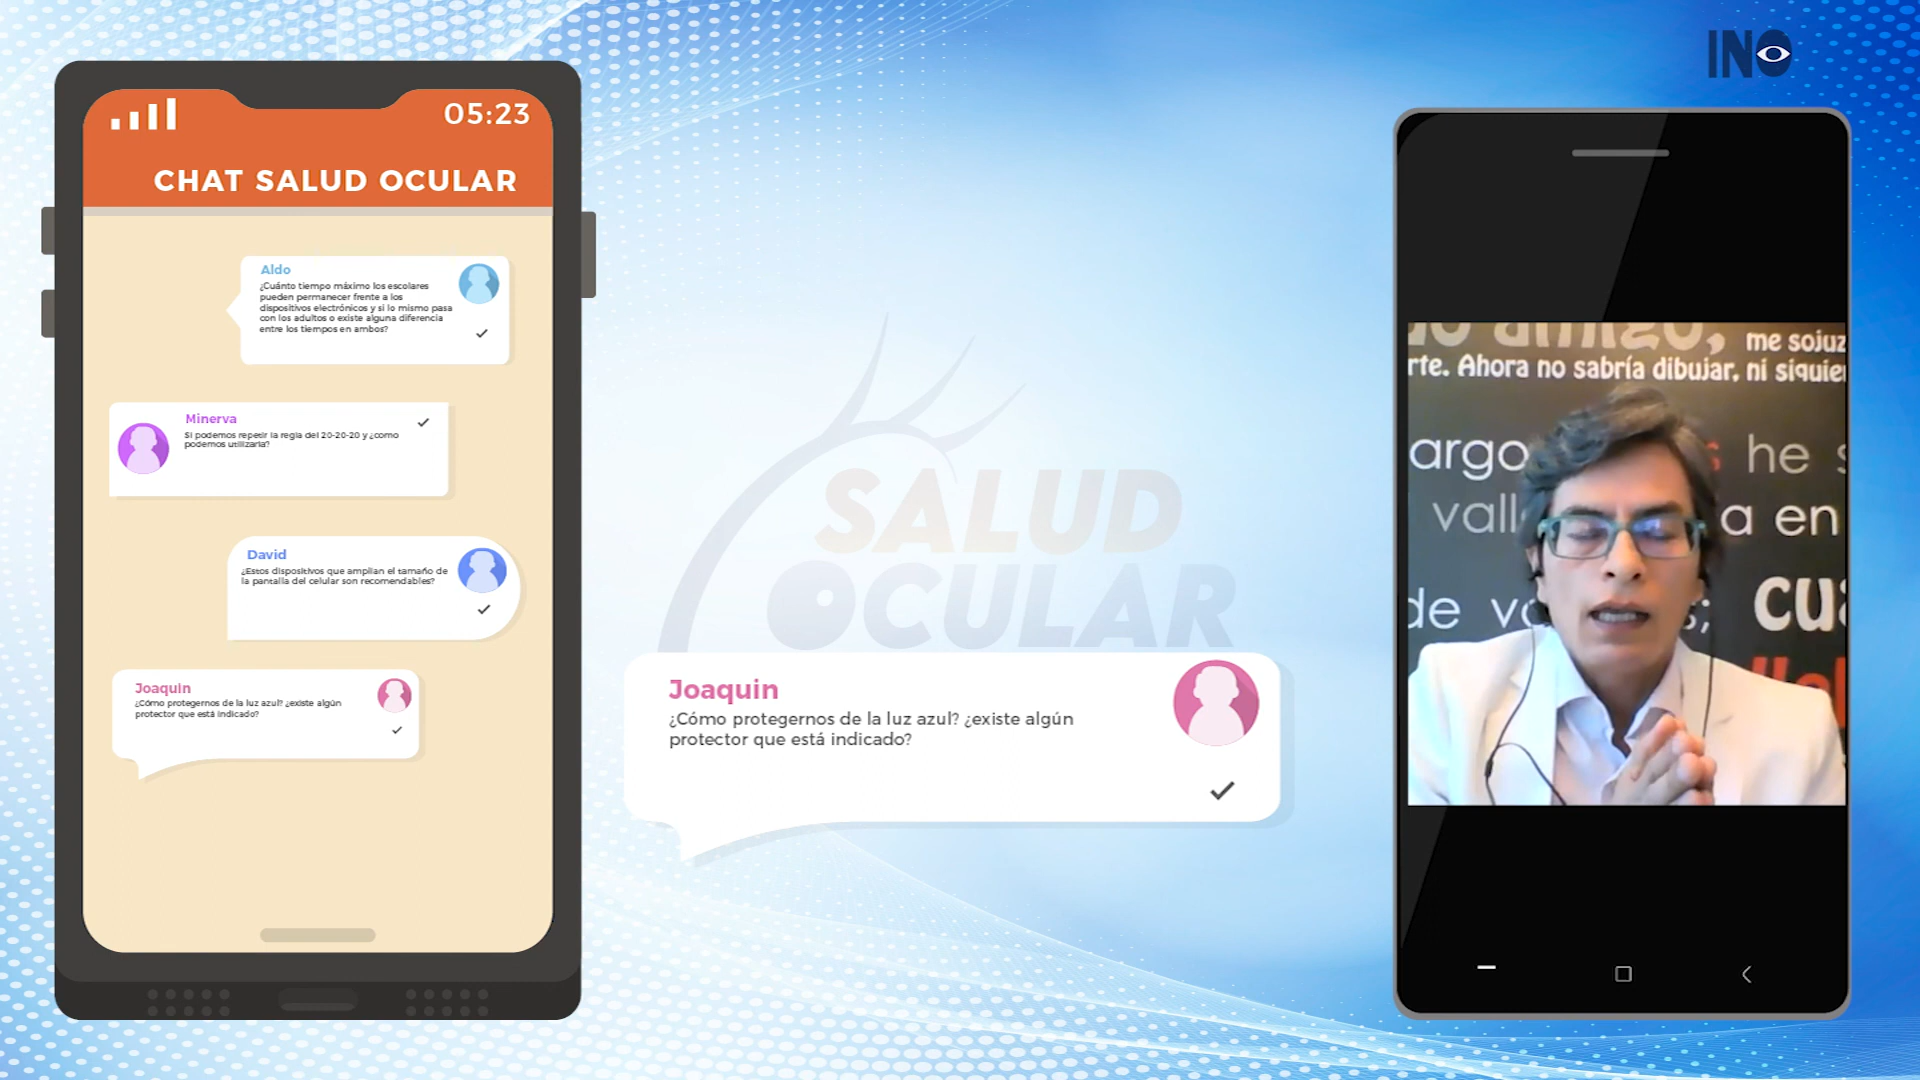 INO
05:23
CHAT SALUD OCULAR
Aldo
¿Cuánto tiempo máximo los escolares
pueden permanecer frente a los
dispositivos electrónicos y si lo mismo pasa
con los adultos o existe alguna diferencia
entre los tiempos en ambos?
Minerva
Si podemos repetir la regla del 20-20-20 y ¿como
podemos utilizarla?
David
¿Estos dispositivos que amplian el tamaño de
la pantalla del celular son recomendables?
Joaquin
¿Cómo protegernos de la luz azul? ¿existe algún
protector que está indicado?
SALUD
OCULAR
Joaquin
¿Cómo protegernos de la luz azul? ¿existe algún
protector que está indicado?
amigo, me sojuz
rte. Ahora no sabría dibujar, ni siquie
argo he s
vall a en
de va s; cua